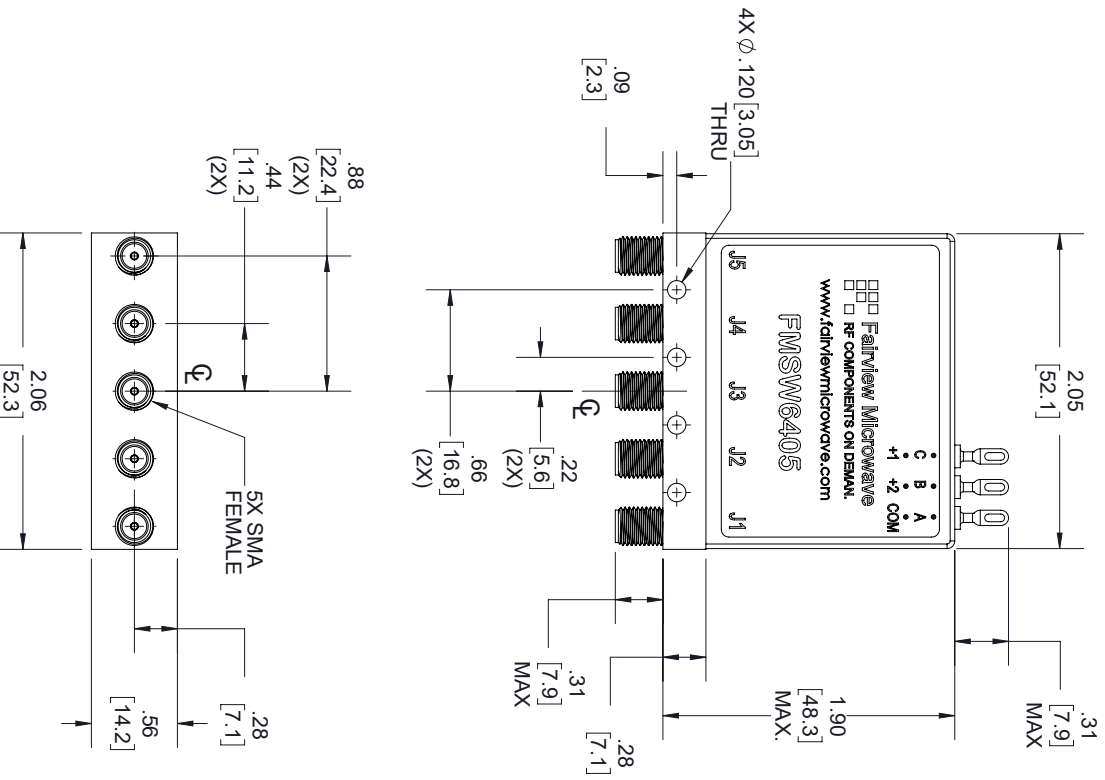 4X Ø .120 [3.05]
THRU
.09
[2.3]
2.05
[52.1]
.31
[7.9]
MAX
Fairview Microwave
RF COMPONENTS ON DEMAN.
www.fairviewmicrowave.com
FMSW6405
C B A
+1 +2 COM
J5 J4 J3 J2 J1
1.90
[48.3]
MAX.
.28
[7.1]
.31
[7.9]
MAX
℄
.22
[5.6]
(2X)
.66
[16.8]
(2X)
.88
[22.4]
(2X)
.44
[11.2]
(2X)
℄
5X SMA
FEMALE
.28
[7.1]
.56
[14.2]
2.06
[52.3]